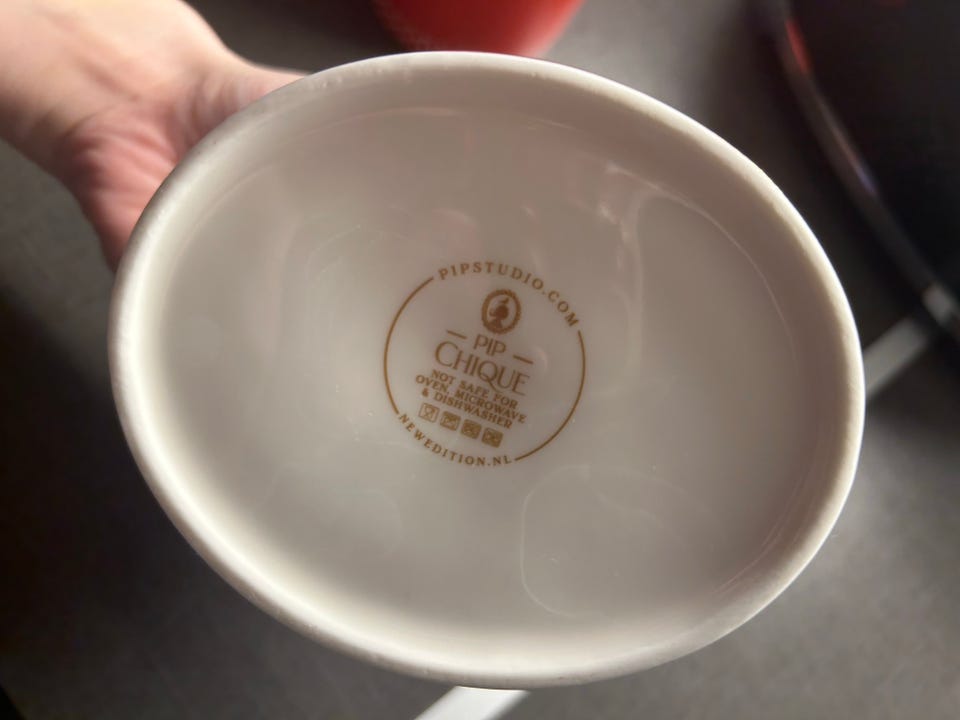 PIPSTUDIO.COM
PIP
CHIQUE
NOT SAFE FOR
OVEN, MICROWAVE
& DISHWASHER
NEWEDITION.NL